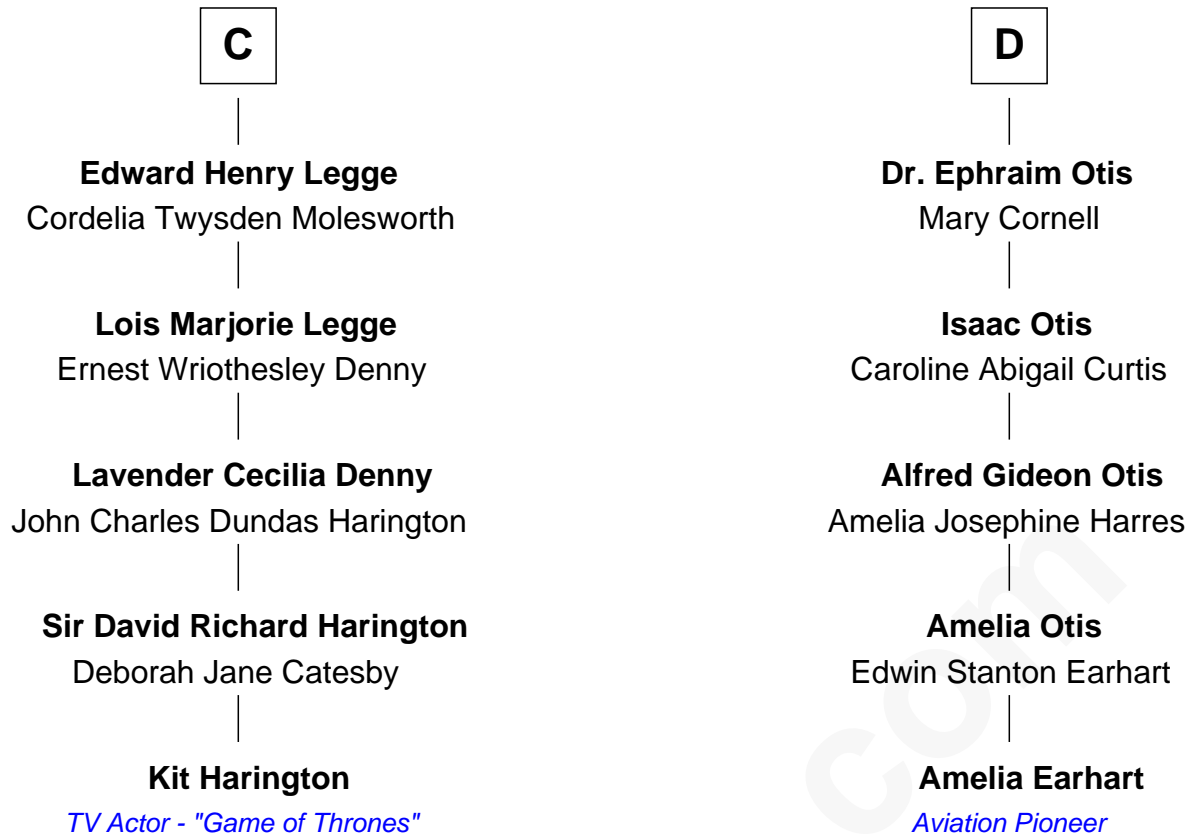 C
Edward Henry Legge
Cordelia Twysden Molesworth
Lois Marjorie Legge
Ernest Wriothesley Denny
Lavender Cecilia Denny
John Charles Dundas Harington
Sir David Richard Harington
Deborah Jane Catesby
Kit Harington
TV Actor - "Game of Thrones"
D
Dr. Ephraim Otis
Mary Cornell
Isaac Otis
Caroline Abigail Curtis
Alfred Gideon Otis
Amelia Josephine Harres
Amelia Otis
Edwin Stanton Earhart
Amelia Earhart
Aviation Pioneer
com